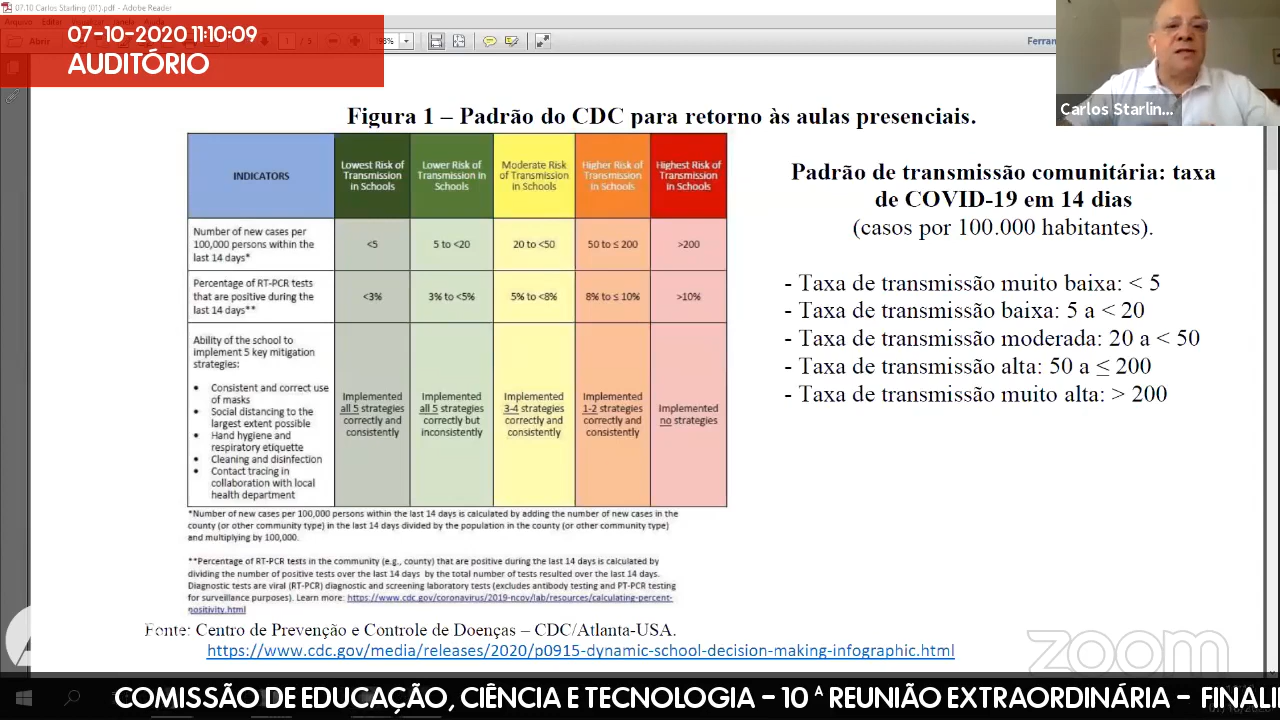 07.10 Carlos Starling (01).pdf - Adobe Reader
Arquivo Editar Visualizar Janela Ajuda
Abrir
1 / 5
Ferran
07-10-2020 11:10:09
AUDITÓRIO
Carlos Starlin...
Figura 1 – Padrão do CDC para retorno às aulas presenciais.
INDICATORS
Lowest Risk of
Transmission
in Schools
Lower Risk of
Transmission in
Schools
Moderate Risk
of Transmission
in Schools
Higher Risk of
Transmission
in Schools
Highest Risk of
Transmission
in Schools
Number of new cases per
100,000 persons within the
last 14 days*
<5
5 to <20
20 to <50
50 to ≤ 200
>200
Percentage of RT-PCR tests
that are positive during the
last 14 days**
<3%
3% to <5%
5% to <8%
8% to ≤ 10%
>10%
Ability of the school to
implement 5 key mitigation
strategies:
• Consistent and correct use
of masks
• Social distancing to the
largest extent possible
• Hand hygiene and
respiratory etiquette
• Cleaning and disinfection
• Contact tracing in
collaboration with local
health department
Implemented
all 5 strategies
correctly and
consistently
Implemented
all 5 strategies
correctly but
inconsistently
Implemented
3-4 strategies
correctly and
consistently
Implemented
1-2 strategies
correctly and
consistently
Implemented
no strategies
*Number of new cases per 100,000 persons within the last 14 days is calculated by adding the number of new cases in the
county (or other community type) in the last 14 days divided by the population in the county (or other community type)
and multiplying by 100,000.
**Percentage of RT-PCR tests in the community (e.g., county) that are positive during the last 14 days is calculated by
dividing the number of positive tests over the last 14 days by the total number of tests resulted over the last 14 days.
Diagnostic tests are viral (RT-PCR) diagnostic and screening laboratory tests (excludes antibody testing and PT-PCR testing
for surveillance purposes). Learn more: https://www.cdc.gov/coronavirus/2019-ncov/lab/resources/calculating-percent-
positivity.html
Fonte: Centro de Prevenção e Controle de Doenças – CDC/Atlanta-USA.
https://www.cdc.gov/media/releases/2020/p0915-dynamic-school-decision-making-infographic.html
Padrão de transmissão comunitária: taxa
de COVID-19 em 14 dias
(casos por 100.000 habitantes).
- Taxa de transmissão muito baixa: < 5
- Taxa de transmissão baixa: 5 a < 20
- Taxa de transmissão moderada: 20 a < 50
- Taxa de transmissão alta: 50 a ≤ 200
- Taxa de transmissão muito alta: > 200
zoom
COMISSÃO DE EDUCAÇÃO, CIÊNCIA E TECNOLOGIA – 10 ª REUNIÃO EXTRAORDINÁRIA – FINALI